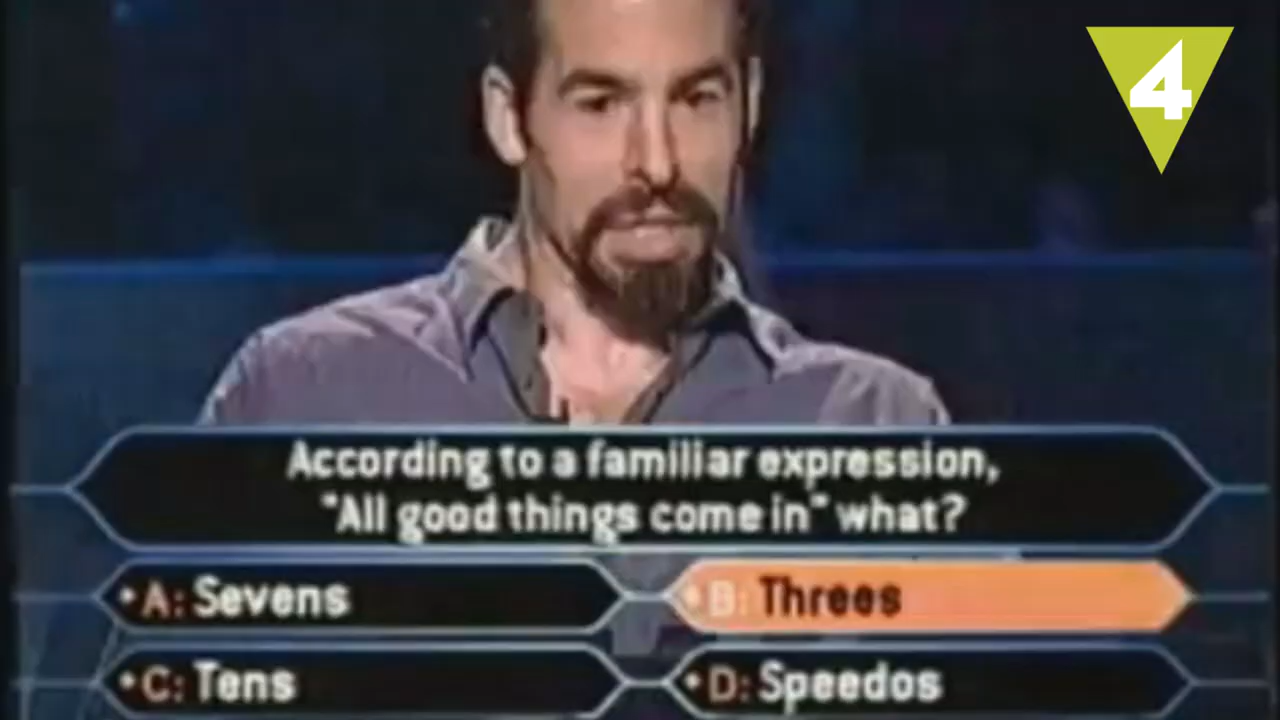 4
According to a familiar expression,
"All good things come in" what?
A: Sevens
B: Threes
C: Tens
D: Speedos